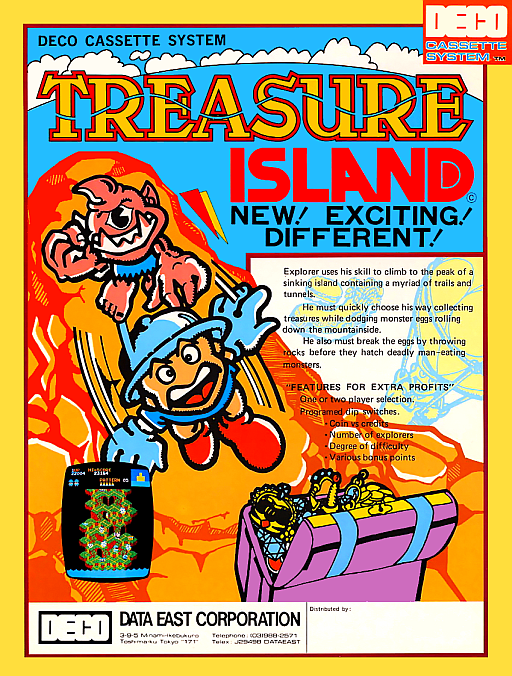 DECO CASSETTE SYSTEM
DECO
CASSETTE
SYSTEM TM
TREASURE
ISLAND
©
NEW! EXCITING!
DIFFERENT!
Explorer uses his skill to climb to the peak of a
sinking island containing a myriad of trails and
tunnels.
He must quickly choose his way collecting
treasures while dodging monster eggs rolling
down the mountainside.
He also must break the eggs by throwing
rocks before they hatch deadly man-eating
monsters.
"FEATURES FOR EXTRA PROFITS"
One or two player selection.
Programed dip switches.
• Coin vs credits
• Number of explorers
• Degree of difficulty
• Various bonus points
DECO
DATA EAST CORPORATION
3-9-5 Minami-Ikebukuro
Toshima-ku Tokyo "171"
Telephone: (03)988-2571
Telex: J29498 DATAEAST
Distributed by: